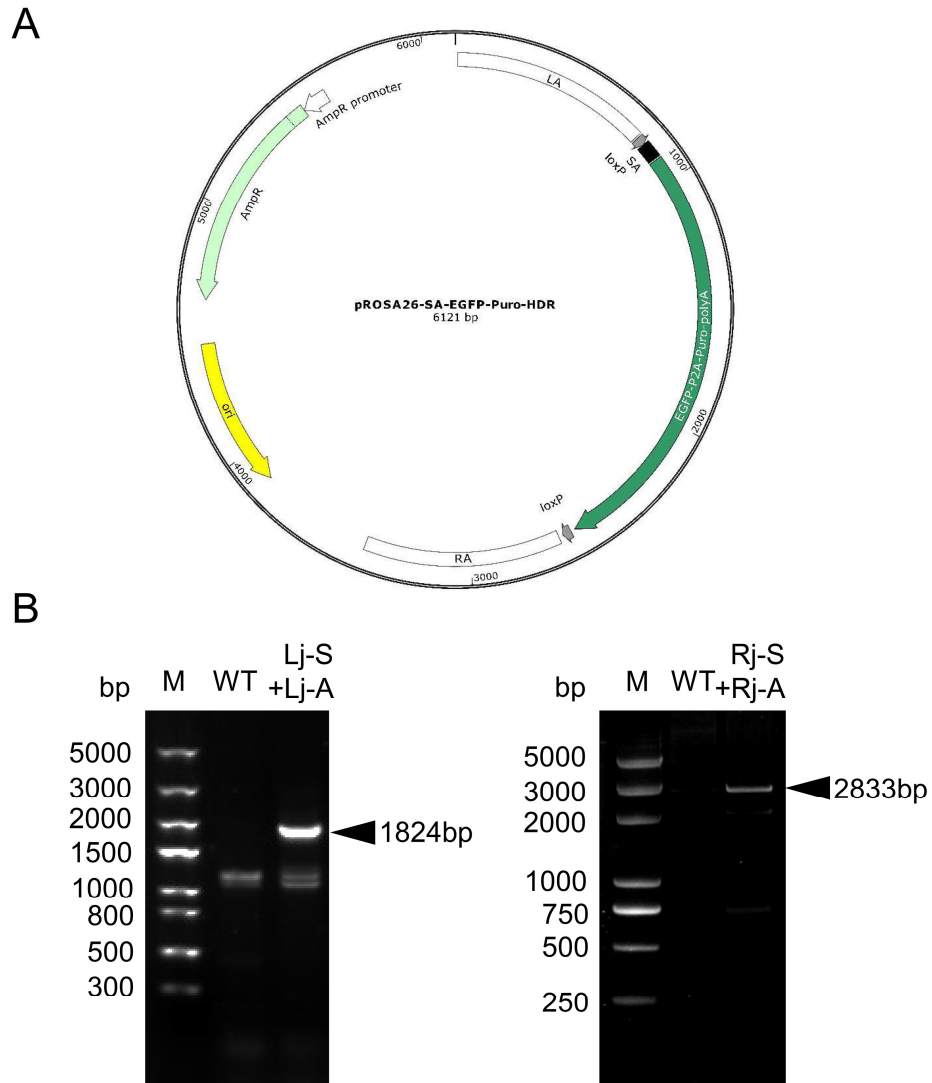 A
6000
LA
AmpR promoter
loxP
SA
1000
AmpR
5000
pROSA26-SA-EGFP-Puro-HDR
6121 bp
EGFP-P2A-Puro-polyA
2000
ori
4000
loxP
RA
3000
B
bp
M
WT
Lj-S
+Lj-A
5000
3000
2000
1500
1000
800
500
300
1824bp
bp
M
WT
Rj-S
+Rj-A
5000
3000
2000
1000
750
500
250
2833bp